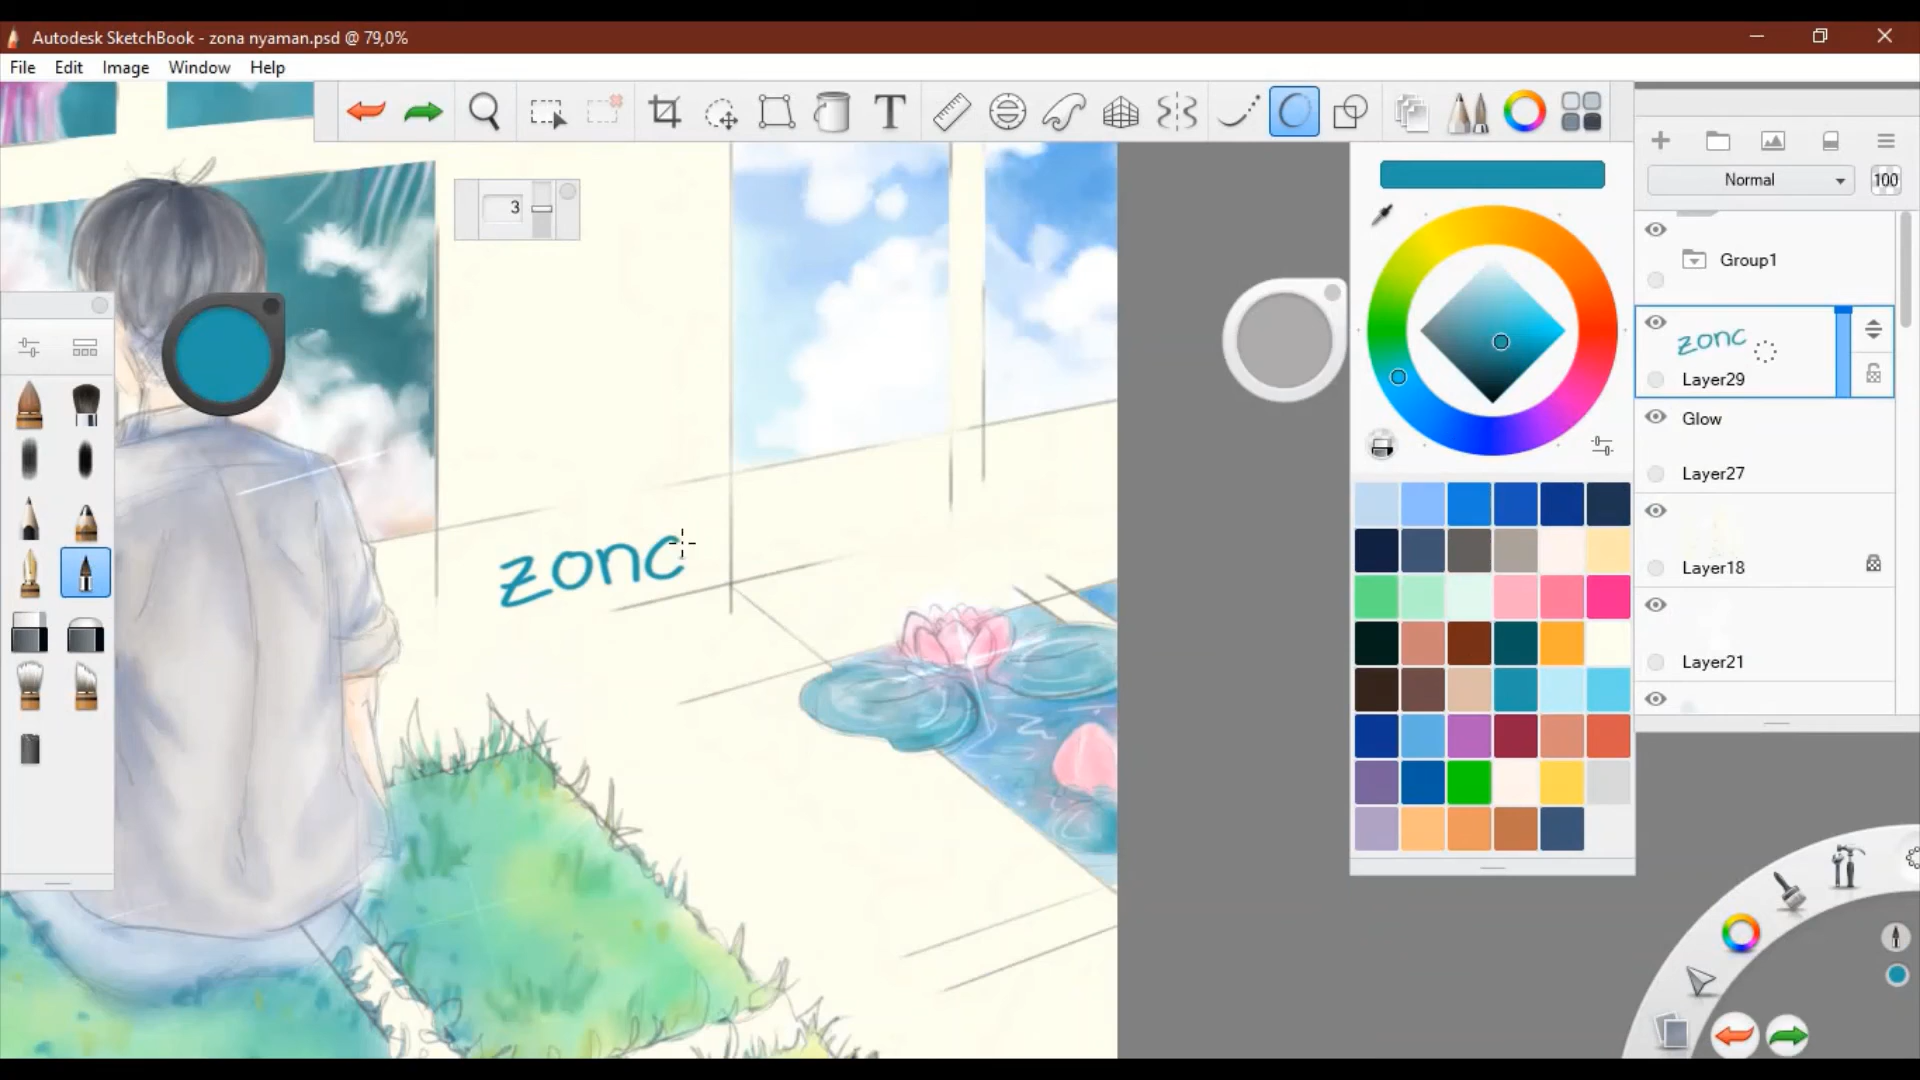 Autodesk SketchBook - zona nyaman.psd @ 79,0%
File Edit Image Window Help
T
3
Normal 100
Group1
zonc
zonc
Layer29
Glow
Layer27
Layer18
Layer21